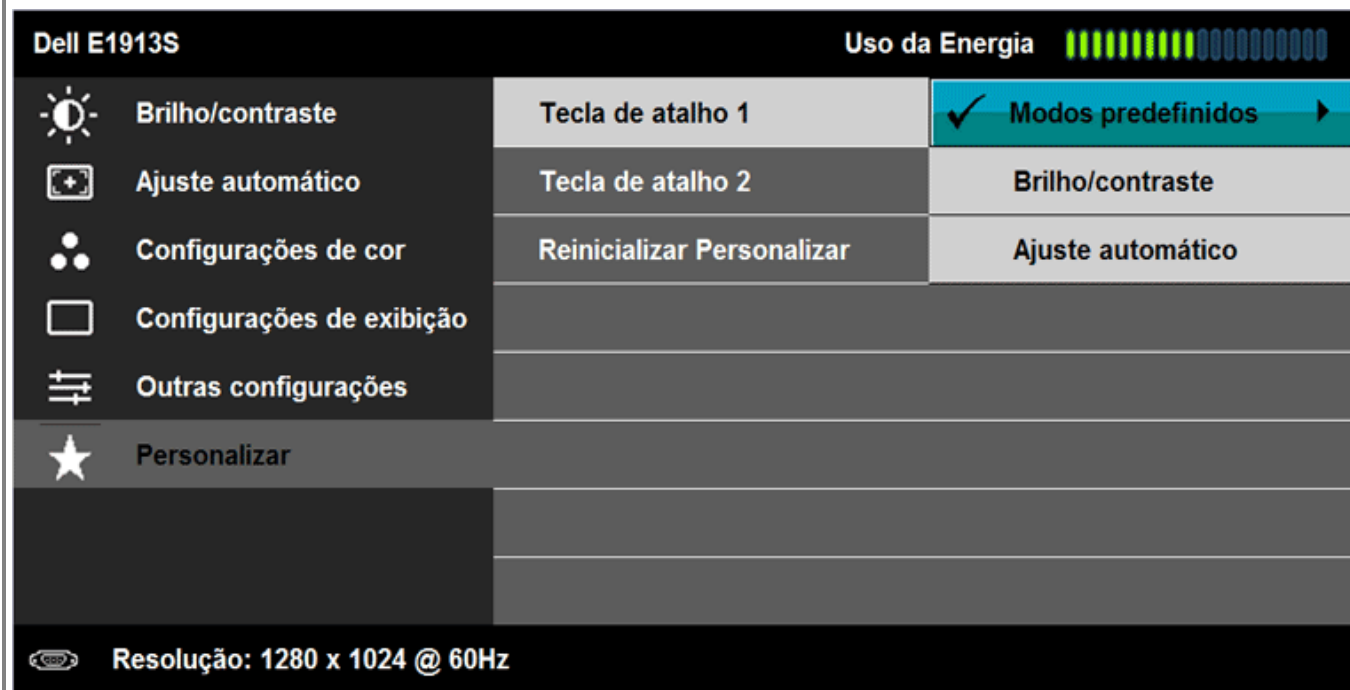 Dell E1913S Uso da Energia
Brilho/contraste Tecla de atalho 1 Modos predefinidos
Ajuste automático Tecla de atalho 2 Brilho/contraste
Configurações de cor Reinicializar Personalizar Ajuste automático
Configurações de exibição
Outras configurações
Personalizar
Resolução: 1280 x 1024 @ 60Hz